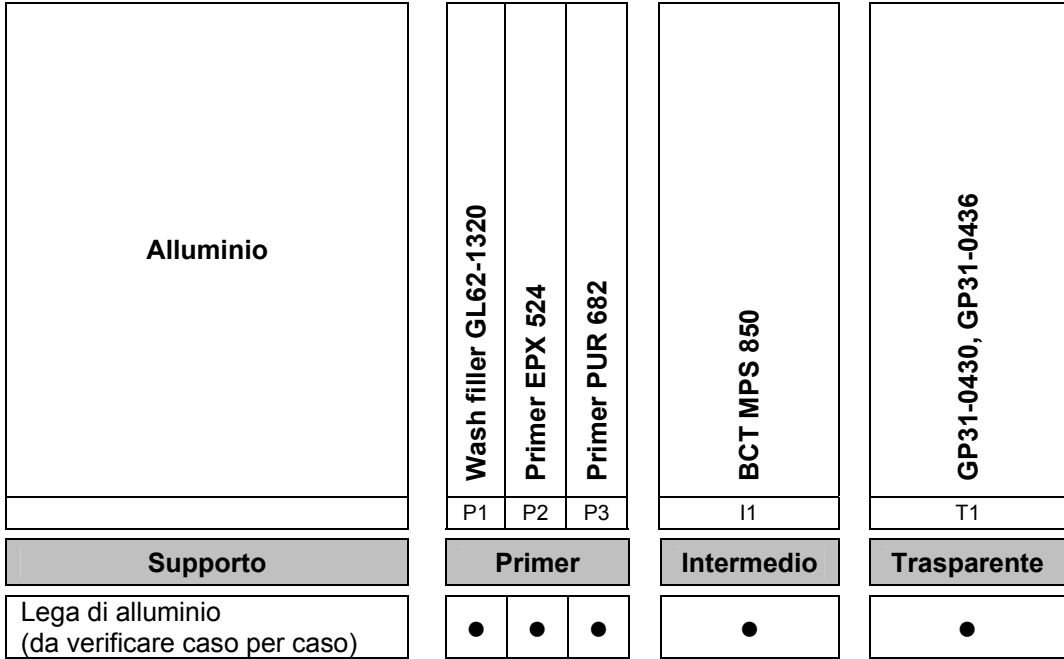 Alluminio
Wash filler GL62-1320
Primer EPX 524
Primer PUR 682
BCT MPS 850
GP31-0430, GP31-0436
P1 P2 P3 I1 T1
Supporto Primer Intermedio Trasparente
Lega di alluminio
(da verificare caso per caso) ● ● ● ● ●